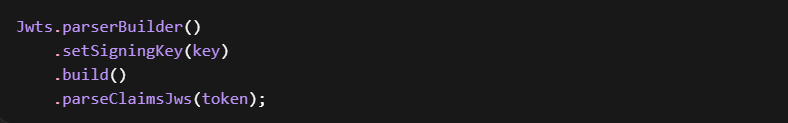 Jwts.parserBuilder()
    .setSigningKey(key)
    .build()
    .parseClaimsJws(token);